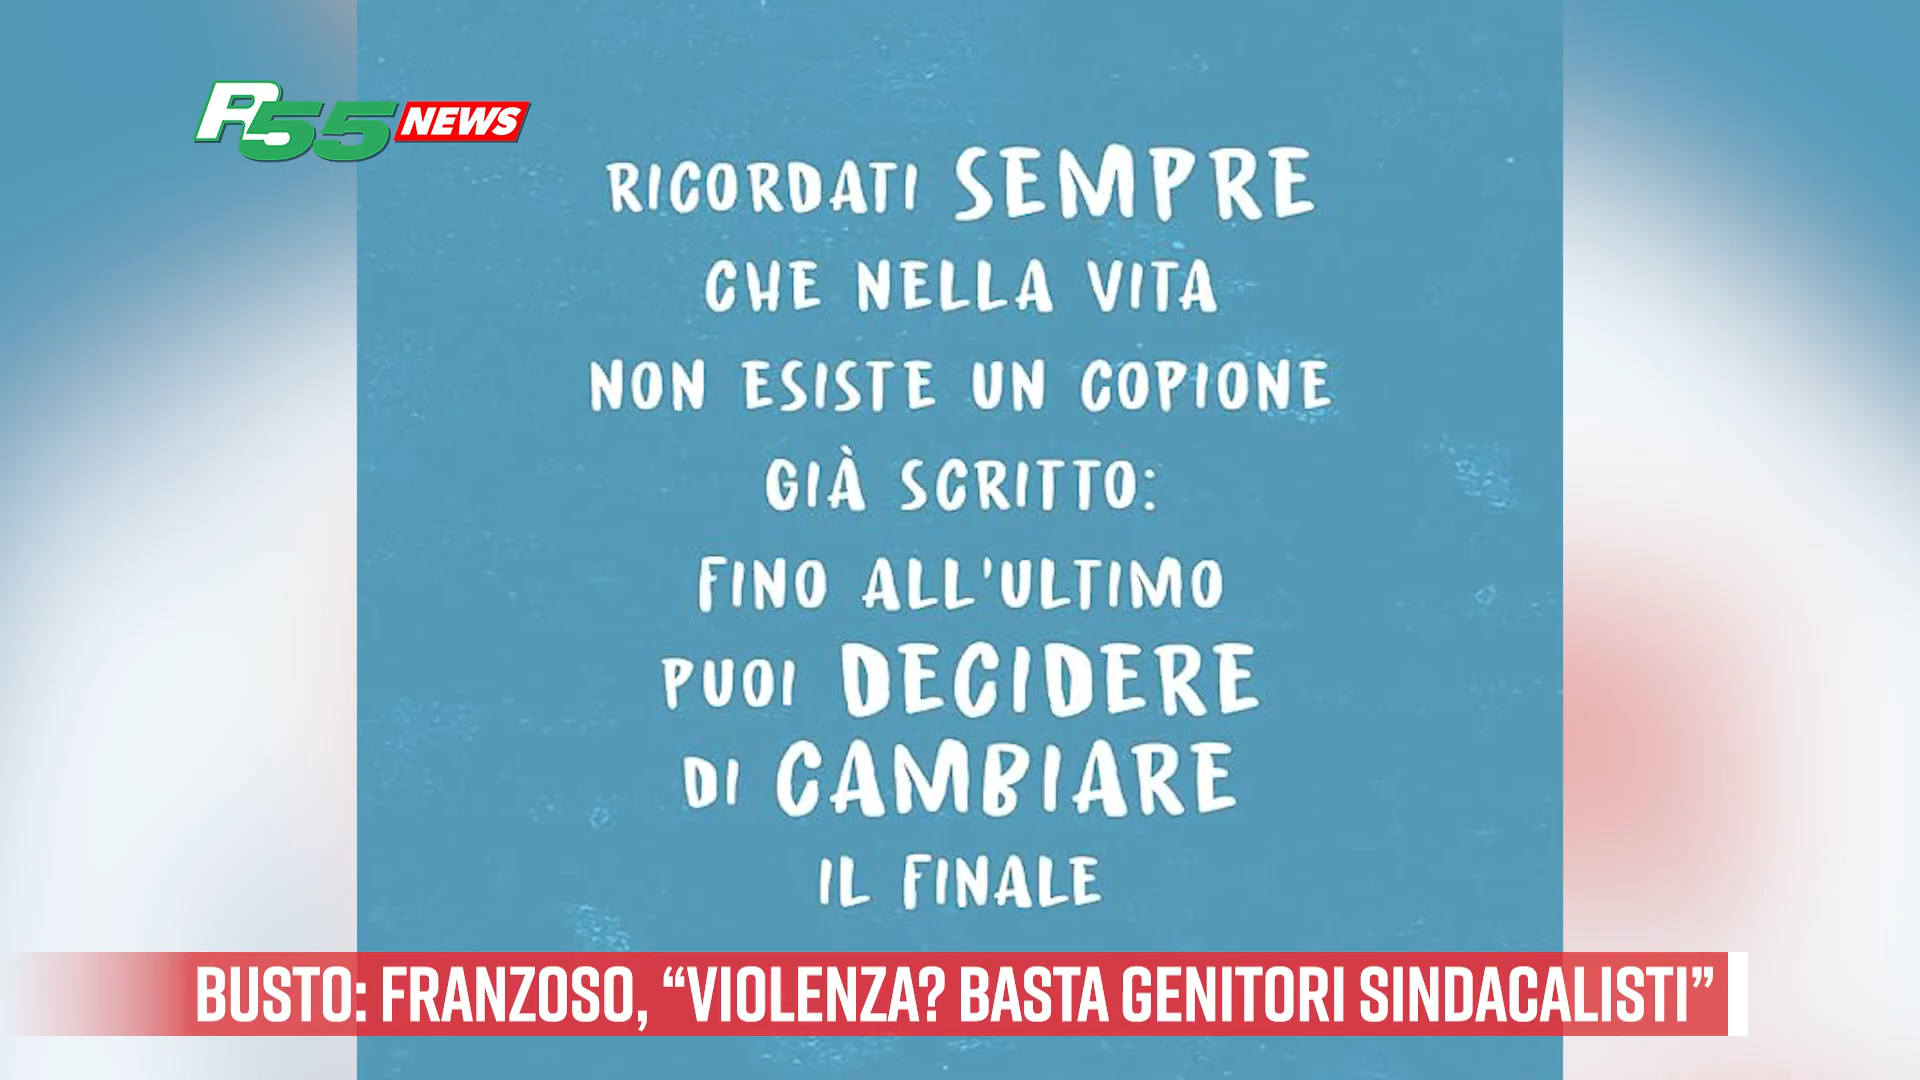 R55 NEWS
RICORDATI SEMPRE
CHE NELLA VITA
NON ESISTE UN COPIONE
GIÀ SCRITTO:
FINO ALL'ULTIMO
PUOI DECIDERE
DI CAMBIARE
IL FINALE
BUSTO: FRANZOSO, “VIOLENZA? BASTA GENITORI SINDACALISTI”